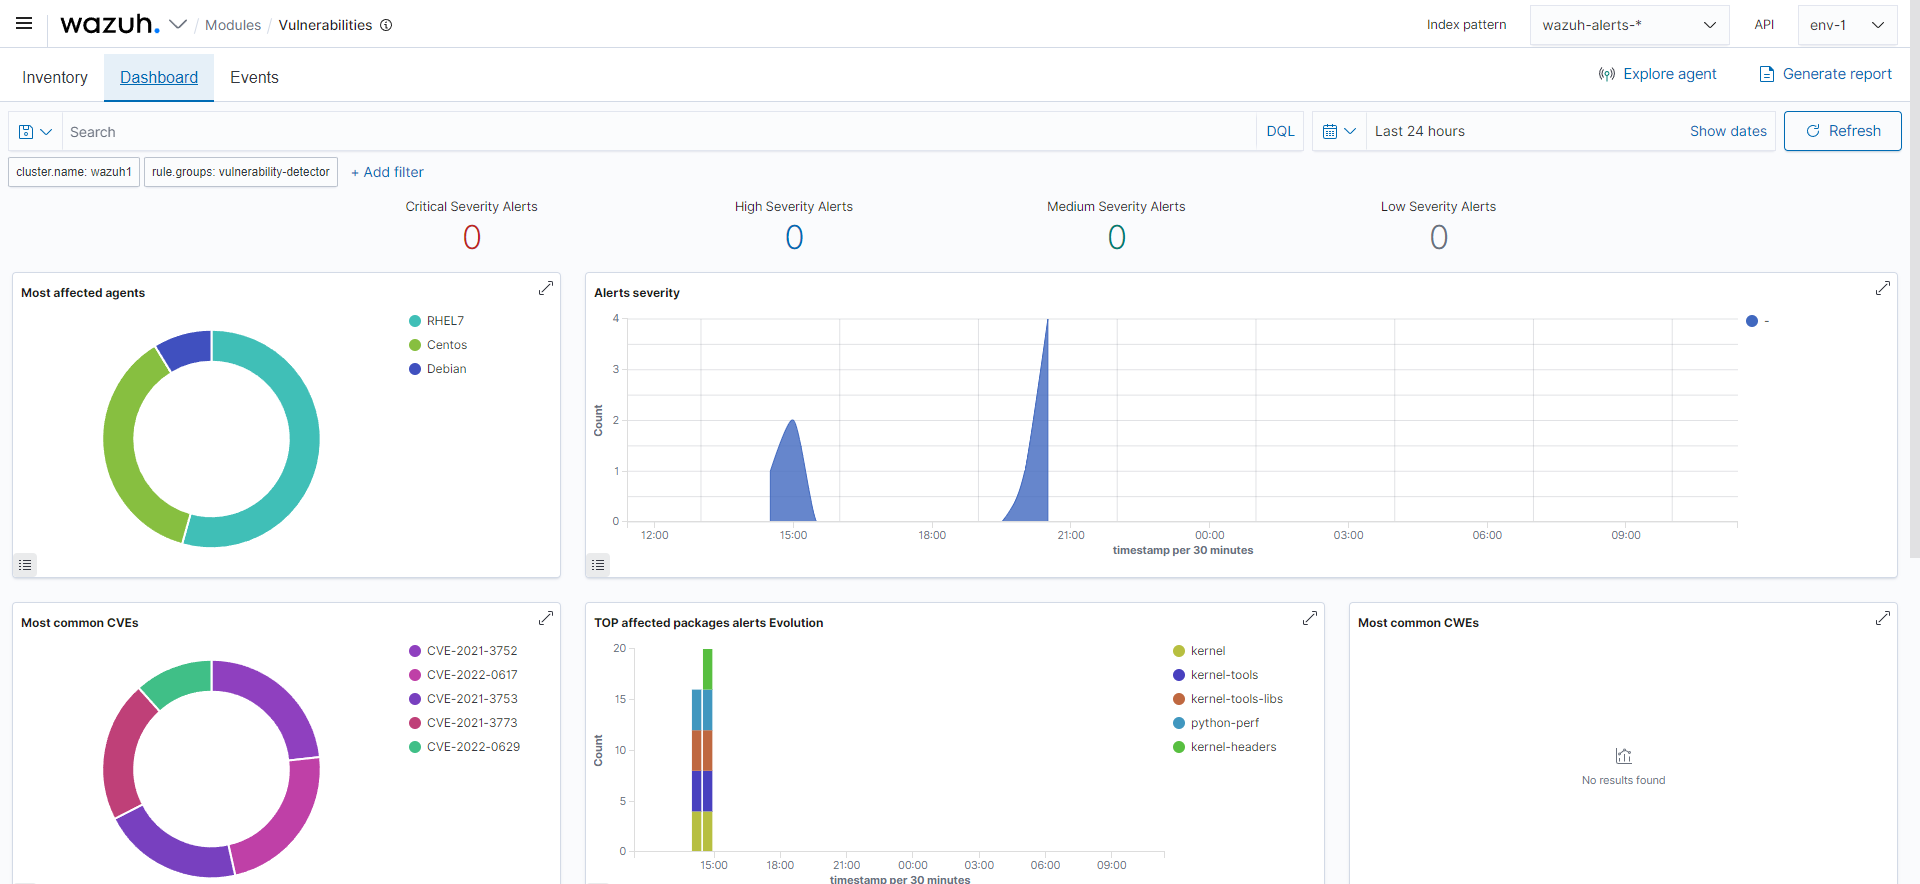 wazuh. / Modules / Vulnerabilities
Index pattern wazuh-alerts-* API env-1
Inventory Dashboard Events
Explore agent Generate report
Search DQL Last 24 hours Show dates Refresh
cluster.name: wazuh1 rule.groups: vulnerability-detector + Add filter
Critical Severity Alerts
0
High Severity Alerts
0
Medium Severity Alerts
0
Low Severity Alerts
0
Most affected agents
RHEL7
Centos
Debian
Alerts severity
4
3
2
1
0
Count
12:00 15:00 18:00 21:00 00:00 03:00 06:00 09:00
timestamp per 30 minutes
-
Most common CVEs
CVE-2021-3752
CVE-2022-0617
CVE-2021-3753
CVE-2021-3773
CVE-2022-0629
TOP affected packages alerts Evolution
20
15
10
5
0
Count
15:00 18:00 21:00 00:00 03:00 06:00 09:00
timestamp per 30 minutes
kernel
kernel-tools
kernel-tools-libs
python-perf
kernel-headers
Most common CWEs
No results found